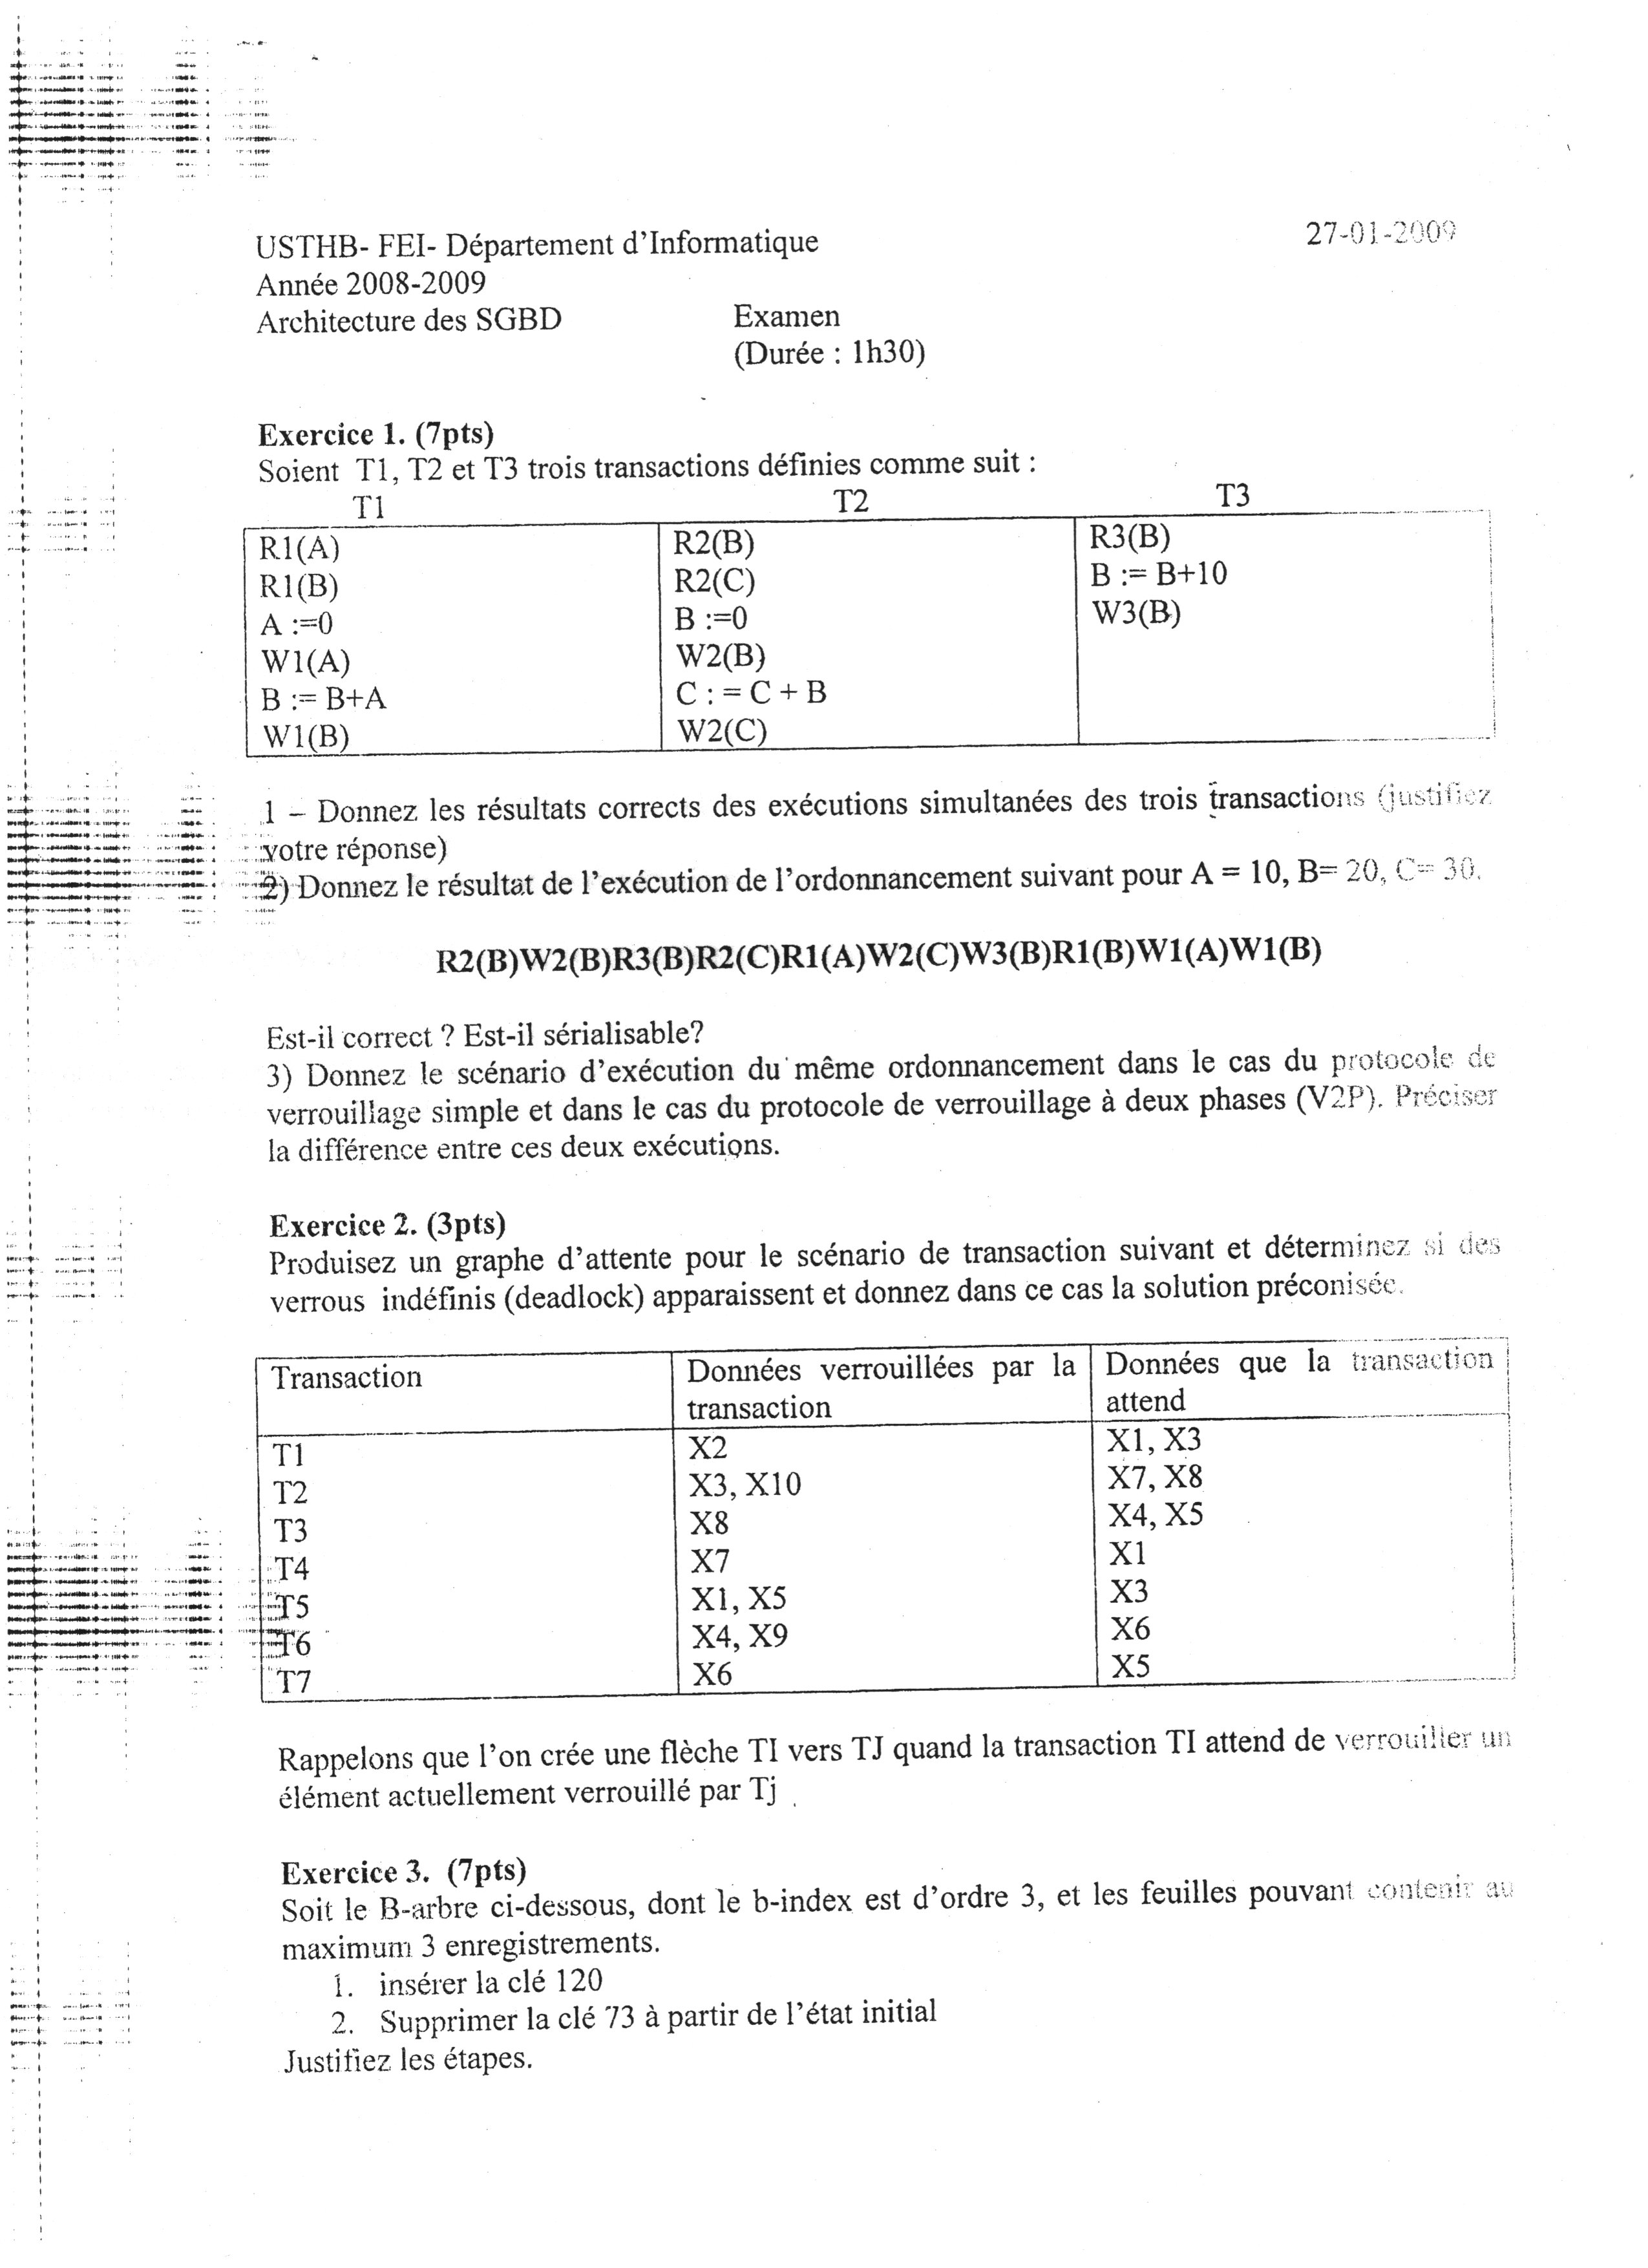 USTHB- FEI- Département d'Informatique 27-01-2009
Année 2008-2009
Architecture des SGBD Examen
(Durée : 1h30)
Exercice 1. (7pts)
Soient T1, T2 et T3 trois transactions définies comme suit :
T1 T2 T3
R1(A) R2(B) R3(B)
R1(B) R2(C) B := B+10
A :=0 B :=0 W3(B)
W1(A) W2(B)
B := B+A C : = C + B
W1(B) W2(C)
1 – Donnez les résultats corrects des exécutions simultanées des trois transactions (justifiez
votre réponse)
2) Donnez le résultat de l'exécution de l'ordonnancement suivant pour A = 10, B= 20, C= 30.
R2(B)W2(B)R3(B)R2(C)R1(A)W2(C)W3(B)R1(B)W1(A)W1(B)
Est-il correct ? Est-il sérialisable?
3) Donnez le scénario d'exécution du même ordonnancement dans le cas du protocole de
verrouillage simple et dans le cas du protocole de verrouillage à deux phases (V2P). Préciser
la différence entre ces deux exécutions.
Exercice 2. (3pts)
Produisez un graphe d'attente pour le scénario de transaction suivant et déterminez si des
verrous indéfinis (deadlock) apparaissent et donnez dans ce cas la solution préconisée.
Transaction Données verrouillées par la Données que la transaction
transaction attend
T1 X2 X1, X3
T2 X3, X10 X7, X8
T3 X8 X4, X5
T4 X7 X1
T5 X1, X5 X3
T6 X4, X9 X6
T7 X6 X5
Rappelons que l'on crée une flèche TI vers TJ quand la transaction TI attend de verrouiller un
élément actuellement verrouillé par Tj .
Exercice 3. (7pts)
Soit le B-arbre ci-dessous, dont le b-index est d'ordre 3, et les feuilles pouvant contenir au
maximum 3 enregistrements.
1. insérer la clé 120
2. Supprimer la clé 73 à partir de l'état initial
Justifiez les étapes.